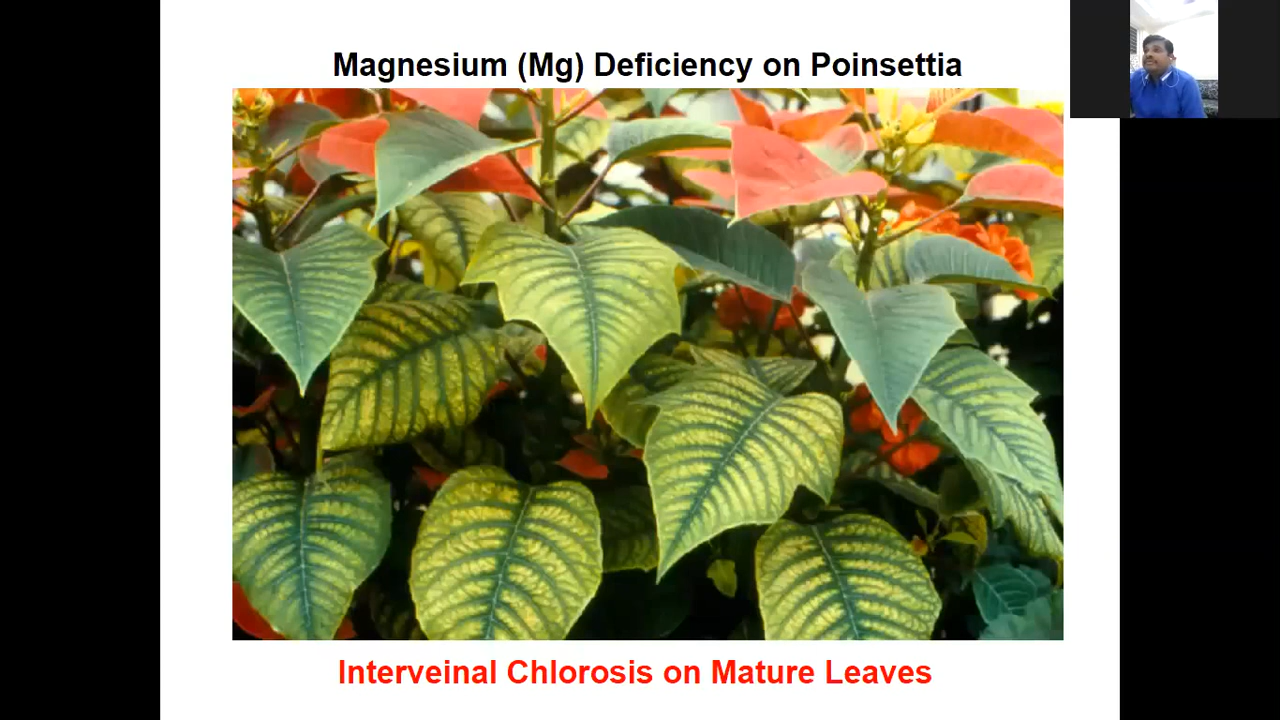 Magnesium (Mg) Deficiency on Poinsettia
Interveinal Chlorosis on Mature Leaves